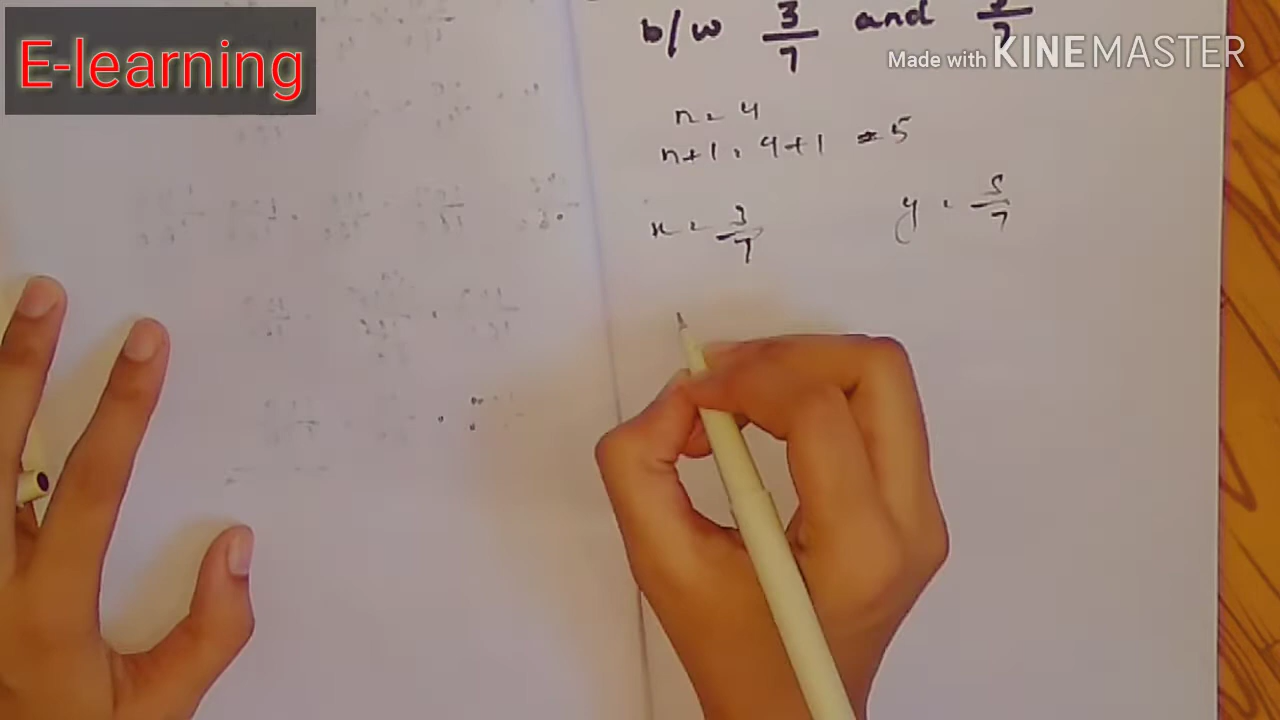 E-learning
b/w 3/7 and 5/7
Made with KINEMASTER
n = 4
n+1 = 4+1 = 5
x = 3/7 y = 5/7